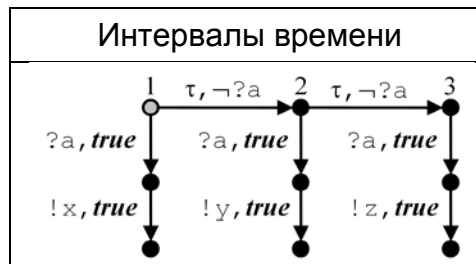 Интервалы времени
1 τ,¬?a 2 τ,¬?a 3
?a,true ?a,true ?a,true
!x,true !y,true !z,true